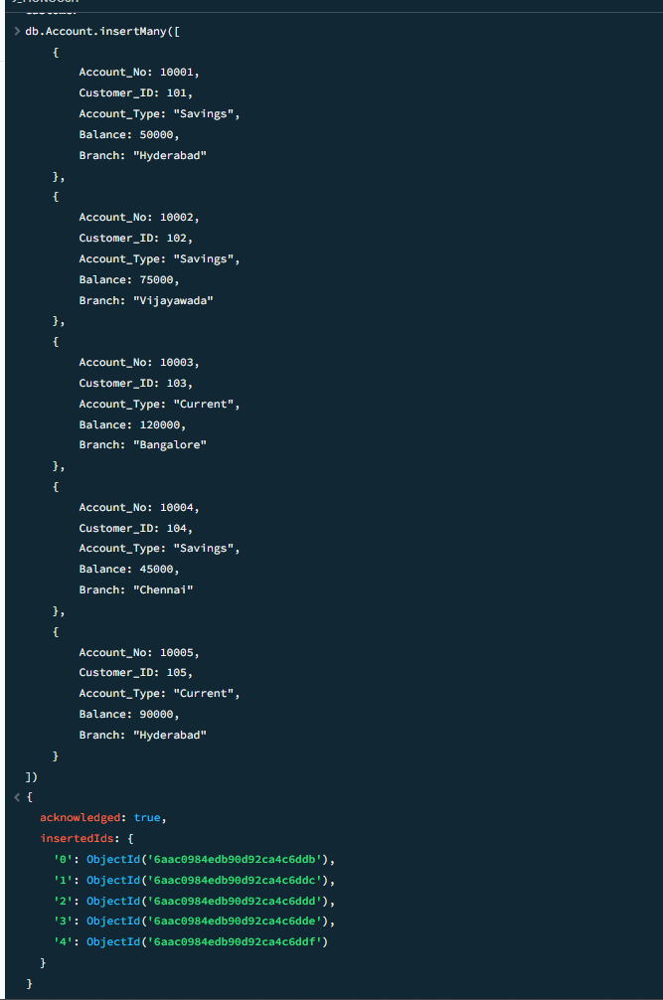 > db.Account.insertMany([
{
Account_No: 10001,
Customer_ID: 101,
Account_Type: "Savings",
Balance: 50000,
Branch: "Hyderabad"
},
{
Account_No: 10002,
Customer_ID: 102,
Account_Type: "Savings",
Balance: 75000,
Branch: "Vijayawada"
},
{
Account_No: 10003,
Customer_ID: 103,
Account_Type: "Current",
Balance: 120000,
Branch: "Bangalore"
},
{
Account_No: 10004,
Customer_ID: 104,
Account_Type: "Savings",
Balance: 45000,
Branch: "Chennai"
},
{
Account_No: 10005,
Customer_ID: 105,
Account_Type: "Current",
Balance: 90000,
Branch: "Hyderabad"
}
])
< {
acknowledged: true,
insertedIds: {
'0': ObjectId('6aac0984edb90d92ca4c6ddb'),
'1': ObjectId('6aac0984edb90d92ca4c6ddc'),
'2': ObjectId('6aac0984edb90d92ca4c6ddd'),
'3': ObjectId('6aac0984edb90d92ca4c6dde'),
'4': ObjectId('6aac0984edb90d92ca4c6ddf')
}
}